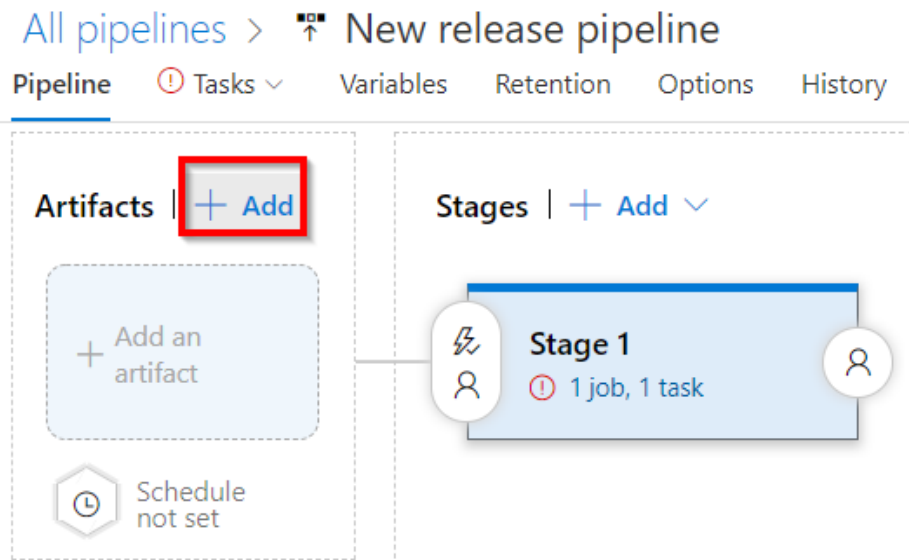 All pipelines > New release pipeline
Pipeline Tasks Variables Retention Options History
Artifacts | + Add
Stages | + Add
+ Add an
artifact
Stage 1
1 job, 1 task
Schedule
not set